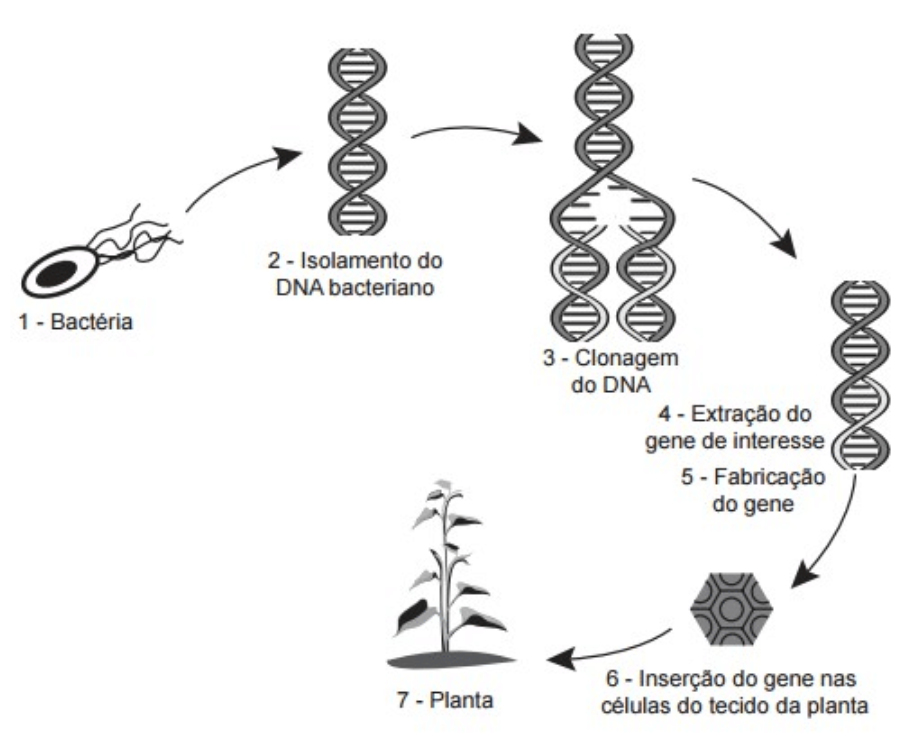 1 - Bactéria
2 - Isolamento do
DNA bacteriano
3 - Clonagem
do DNA
4 - Extração do
gene de interesse
5 - Fabricação
do gene
6 - Inserção do gene nas
células do tecido da planta
7 - Planta